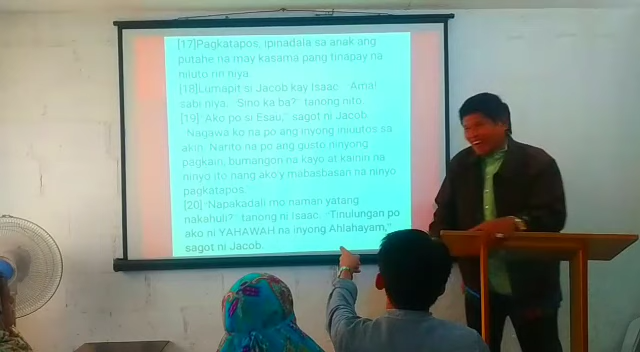 [17]Pagkatapos, ipinadala sa anak ang
putahe na may kasama pang tinapay na
niluto rin niya.
[18]Lumapit si Jacob kay Isaac. "Ama!"
sabi niya. "Sino ka ba?" tanong nito.
[19]"Ako po si Esau," sagot ni Jacob.
"Nagawa ko na po ang inyong iniuutos sa
akin. Narito na po ang gusto ninyong
pagkain, bumangon na kayo at kainin na
ninyo ito nang ako'y mabasbasan na ninyo
pagkatapos.
[20]"Napakadali mo naman yatang
nakahuli?" tanong ni Isaac. "Tinulungan po
ako ni YAHAWAH na inyong Ahlahayam,"
sagot ni Jacob.